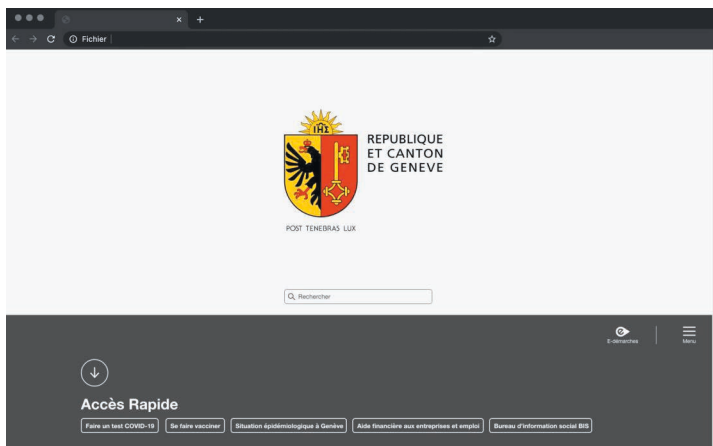 Fichier
IHS
REPUBLIQUE
ET CANTON
DE GENEVE
POST TENEBRAS LUX
Rechercher
E-démarches
Menu
Accès Rapide
Faire un test COVID-19
Se faire vacciner
Situation épidémiologique à Genève
Aide financière aux entreprises et emploi
Bureau d'information social BIS